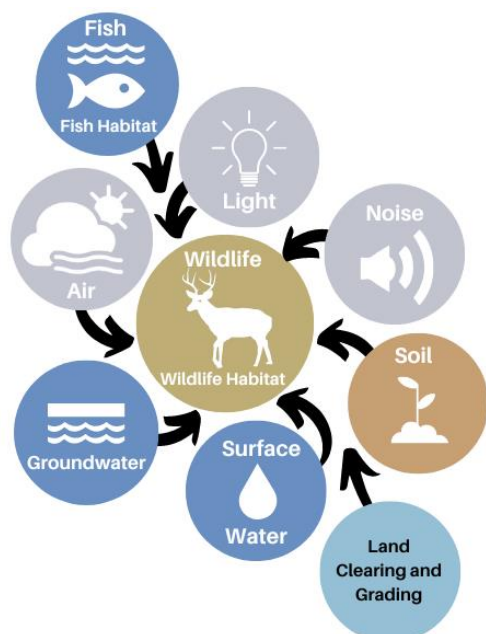 Fish
Fish Habitat
Light
Noise
Air
Wildlife
Wildlife Habitat
Soil
Groundwater
Surface
Water
Land
Clearing and
Grading